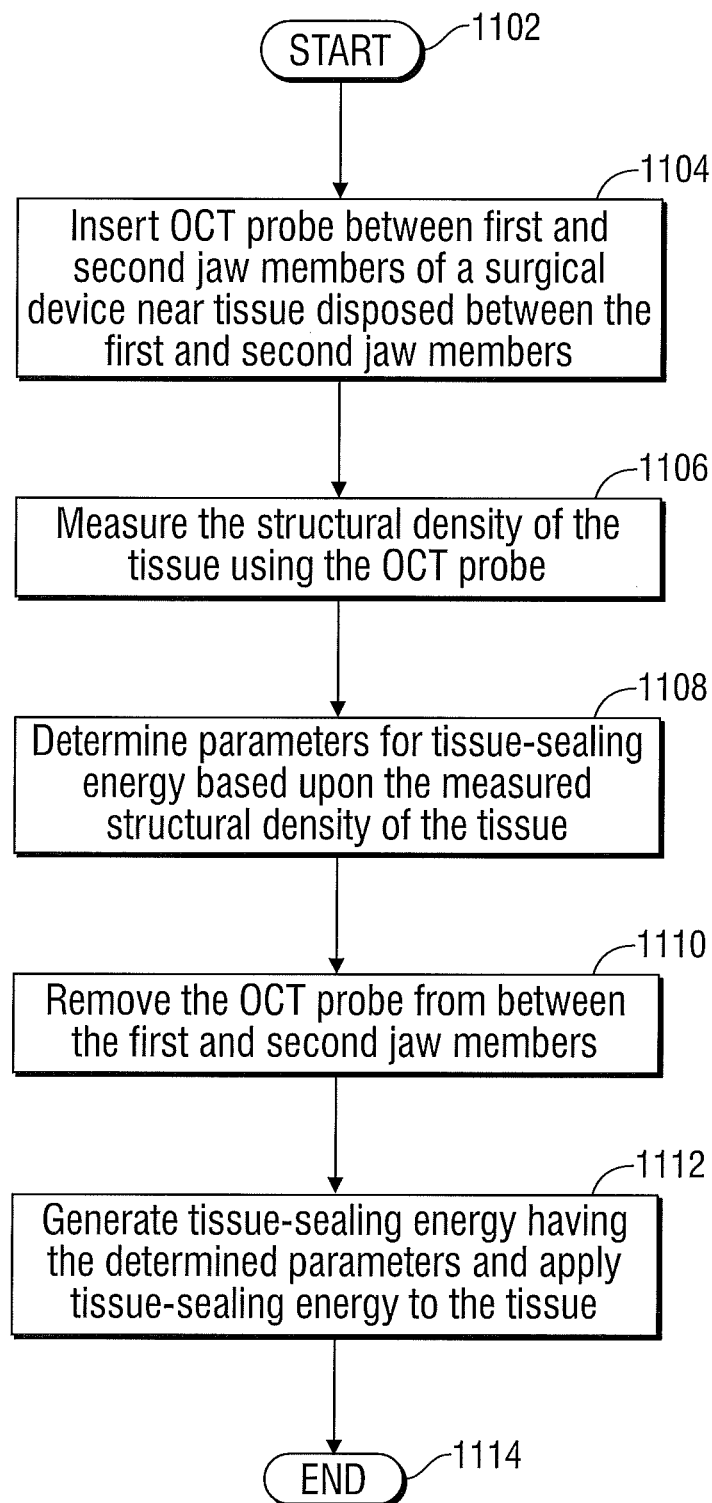 START
1102
1104
Insert OCT probe between first and
second jaw members of a surgical
device near tissue disposed between the
first and second jaw members
1106
Measure the structural density of the
tissue using the OCT probe
1108
Determine parameters for tissue-sealing
energy based upon the measured
structural density of the tissue
1110
Remove the OCT probe from between
the first and second jaw members
1112
Generate tissue-sealing energy having
the determined parameters and apply
tissue-sealing energy to the tissue
END
1114